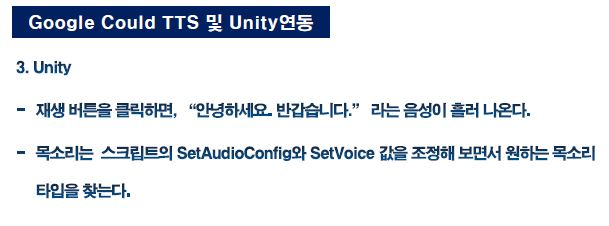 Google Could TTS 및 Unity연동
3. Unity
- 재생 버튼을 클릭하면, “안녕하세요. 반갑습니다.” 라는 음성이 흘러 나온다.
- 목소리는 스크립트의 SetAudioConfig와 SetVoice 값을 조정해 보면서 원하는 목소리
타입을 찾는다.